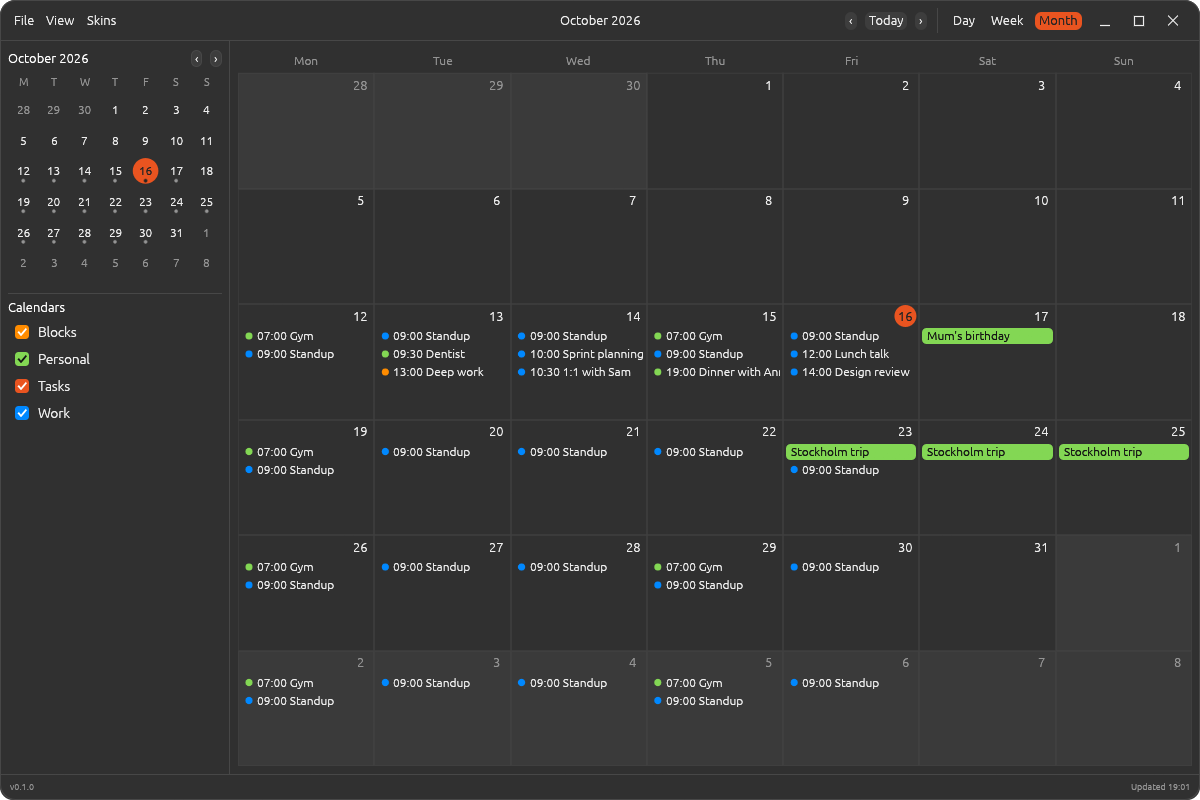 File View Skins October 2026 ‹ Today › Day Week Month
October 2026 ‹ ›
M T W T F S S
28 29 30 1 2 3 4
5 6 7 8 9 10 11
12 13 14 15 16 17 18
19 20 21 22 23 24 25
26 27 28 29 30 31 1
2 3 4 5 6 7 8
Calendars
Blocks
Personal
Tasks
Work
Mon Tue Wed Thu Fri Sat Sun
28 29 30 1 2 3 4
5 6 7 8 9 10 11
12 13 14 15 16 17 18
07:00 Gym 09:00 Standup 09:00 Standup 07:00 Gym 09:00 Standup Mum's birthday
09:00 Standup 09:30 Dentist 10:00 Sprint planning 09:00 Standup 12:00 Lunch talk
13:00 Deep work 10:30 1:1 with Sam 19:00 Dinner with Ann 14:00 Design review
19 20 21 22 23 24 25
07:00 Gym 09:00 Standup 09:00 Standup 09:00 Standup Stockholm trip Stockholm trip Stockholm trip
09:00 Standup 09:00 Standup
26 27 28 29 30 31 1
07:00 Gym 09:00 Standup 09:00 Standup 07:00 Gym 09:00 Standup
09:00 Standup 09:00 Standup
2 3 4 5 6 7 8
07:00 Gym 09:00 Standup 09:00 Standup 07:00 Gym 09:00 Standup
09:00 Standup 09:00 Standup
v0.1.0 Updated 19:01